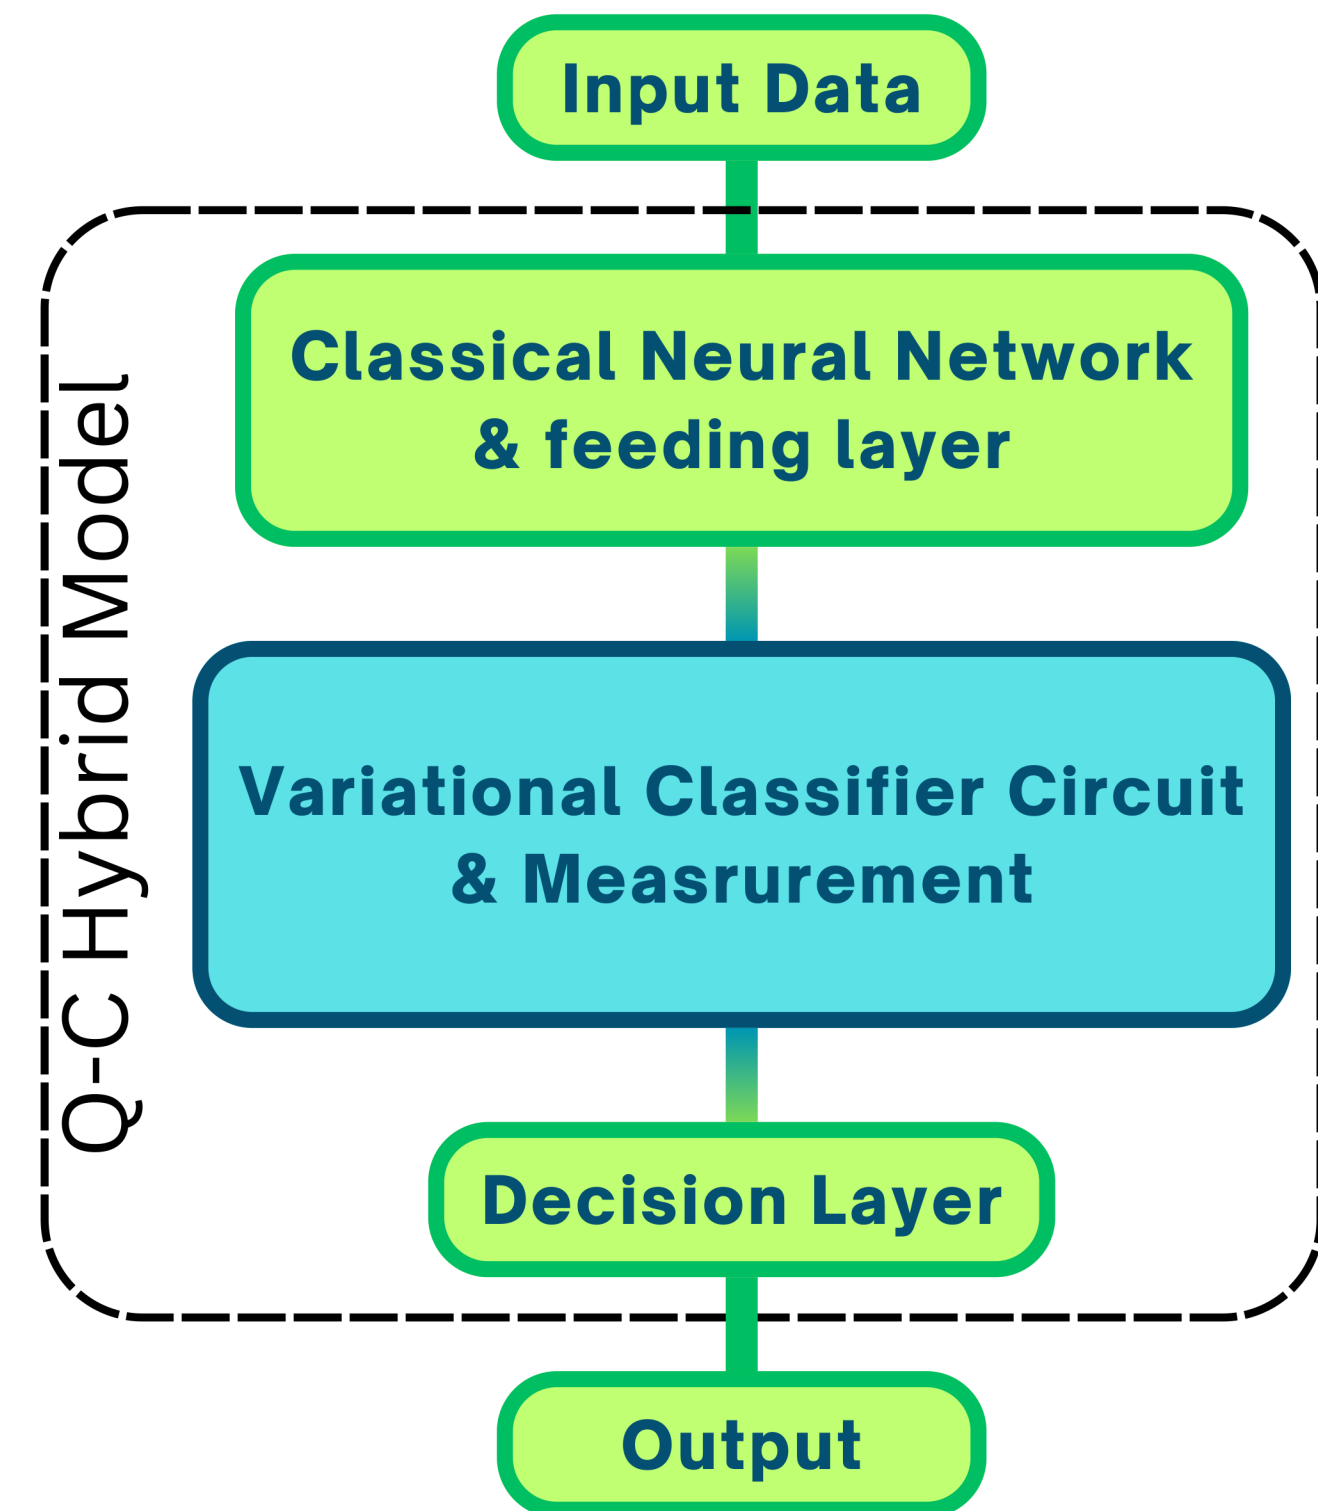 Input Data
Q-C Hybrid Model
Classical Neural Network
& feeding layer
Variational Classifier Circuit
& Measrurement
Decision Layer
Output